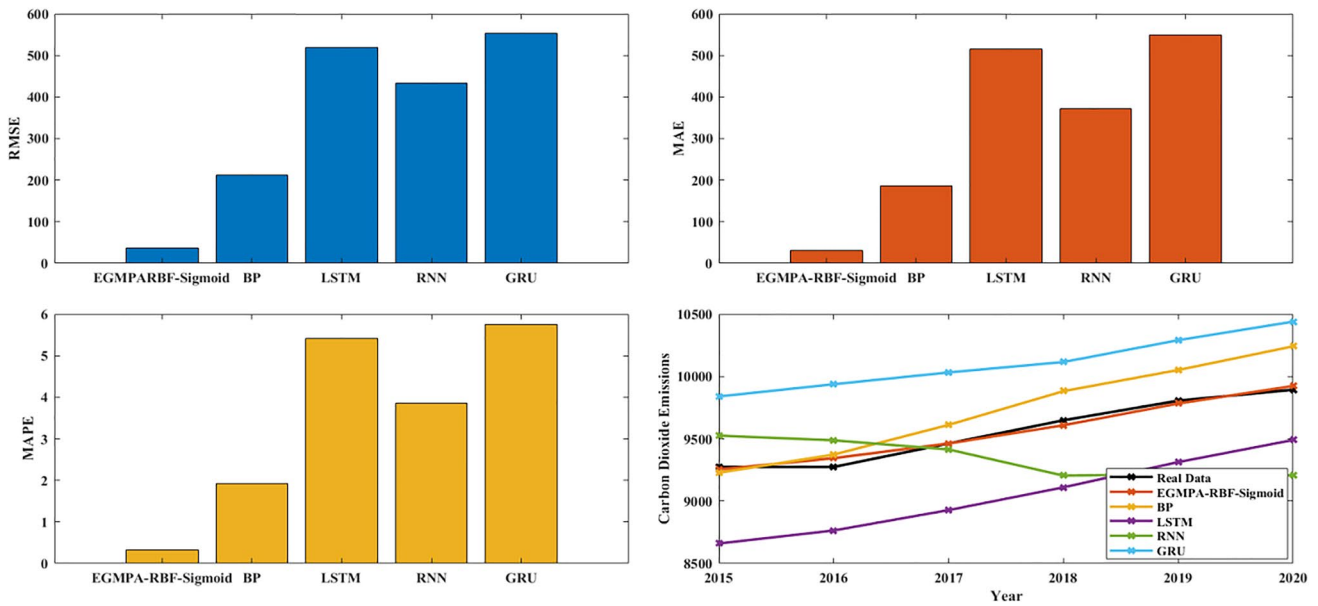 600
500
400
300
200
100
0
RMSE
EGMPARBF-Sigmoid BP LSTM RNN GRU
600
500
400
300
200
100
0
MAE
EGMPA-RBF-Sigmoid BP LSTM RNN GRU
6
5
4
3
2
1
0
MAPE
EGMPA-RBF-Sigmoid BP LSTM RNN GRU
10500
10000
9500
9000
8500
Carbon Dioxide Emissions
Real Data
EGMPA-RBF-Sigmoid
BP
LSTM
RNN
GRU
2015 2016 2017 2018 2019 2020
Year